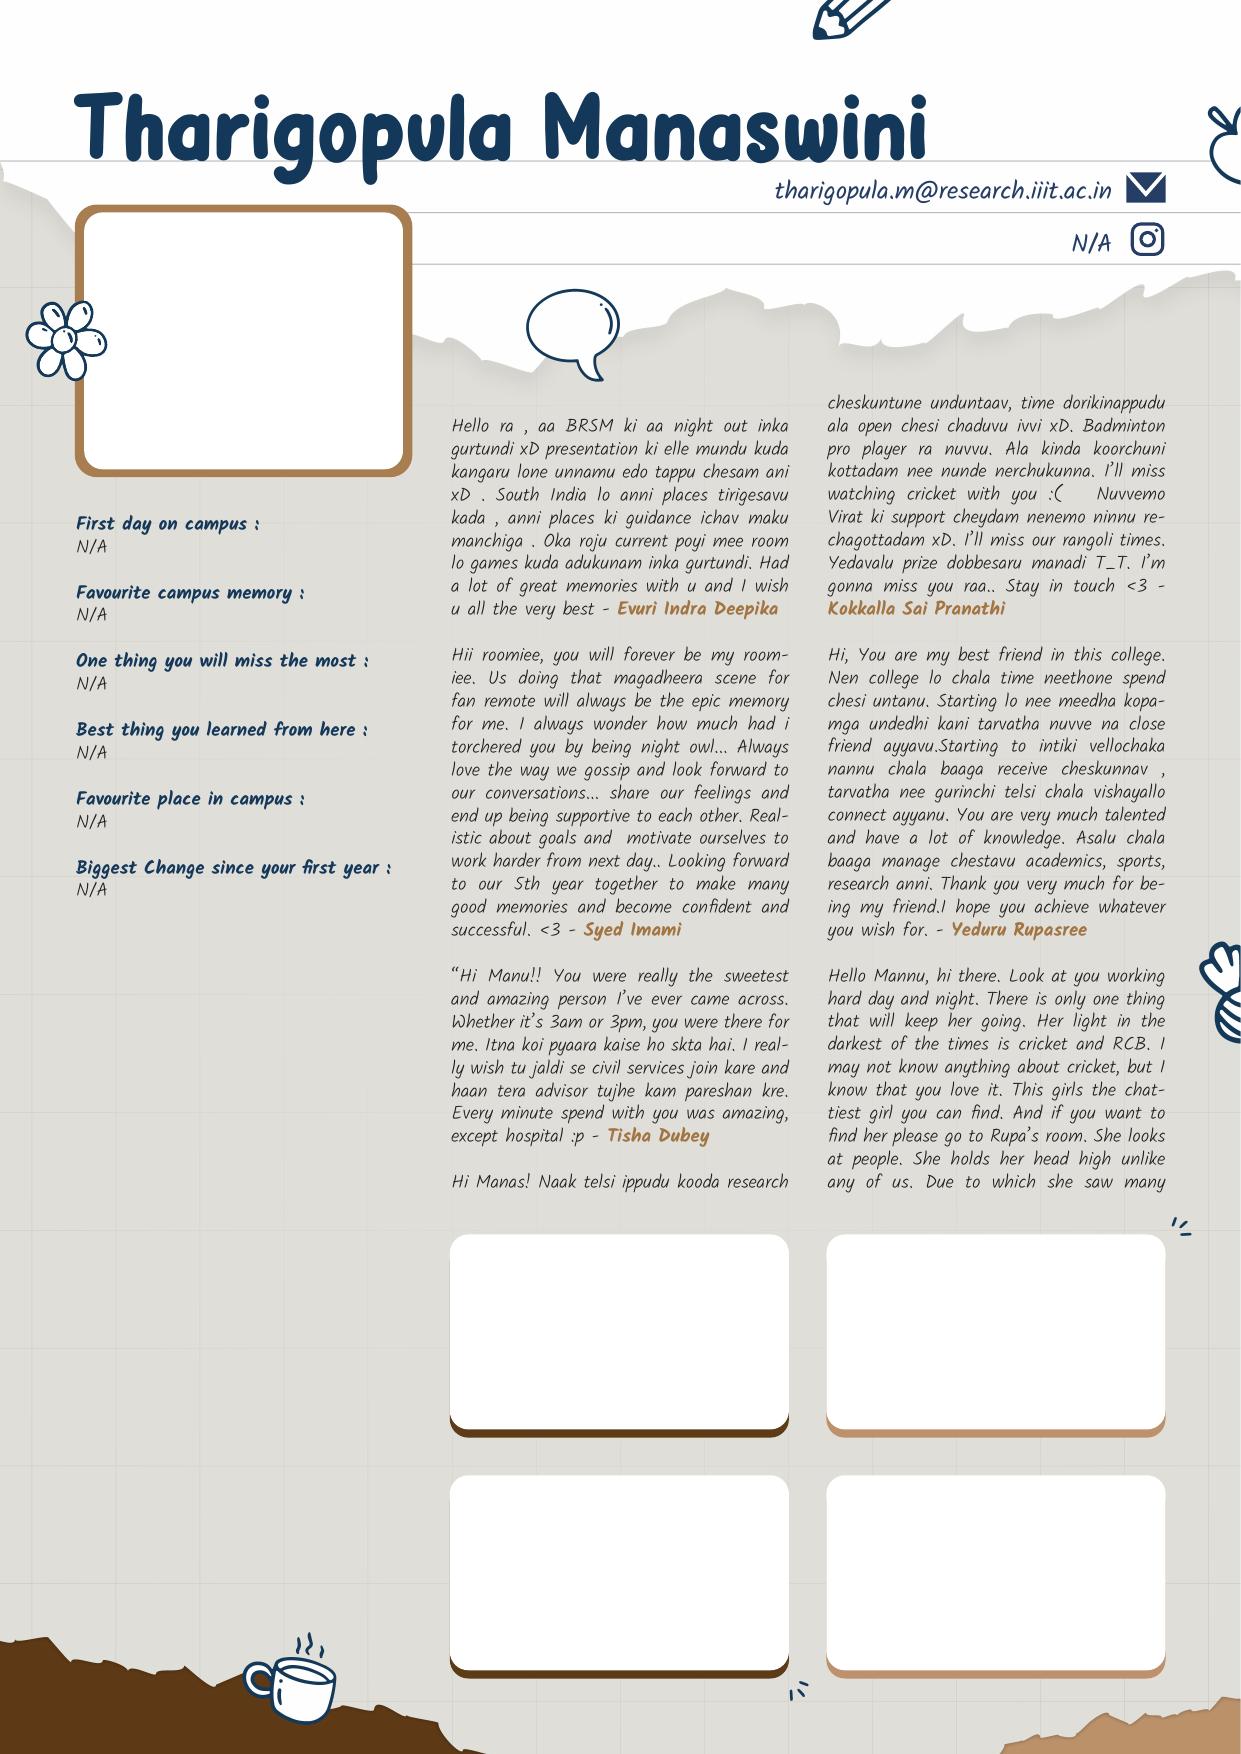 Tharigopula Manaswini
tharigopula.m@research.iiit.ac.in
N/A
First day on campus :
N/A
Favourite campus memory :
N/A
One thing you will miss the most :
N/A
Best thing you learned from here :
N/A
Favourite place in campus :
N/A
Biggest Change since your first year :
N/A
Hello ra , aa BRSM ki aa night out inka
gurtundi xD presentation ki elle mundu kuda
kangaru lone unnamu edo tappu chesam ani
xD . South India lo anni places tirigesavu
kada , anni places ki guidance ichav maku
manchiga . Oka roju current poyi mee room
lo games kuda adukunam inka gurtundi. Had
a lot of great memories with u and I wish
u all the very best - Evuri Indra Deepika
Hii roomiee, you will forever be my room-
iee. Us doing that magadheera scene for
fan remote will always be the epic memory
for me. I always wonder how much had i
torchered you by being night owl... Always
love the way we gossip and look forward to
our conversations... share our feelings and
end up being supportive to each other. Real-
istic about goals and motivate ourselves to
work harder from next day.. Looking forward
to our 5th year together to make many
good memories and become confident and
successful. <3 - Syed Imami
“Hi Manu!! You were really the sweetest
and amazing person I’ve ever came across.
Whether it’s 3am or 3pm, you were there for
me. Itna koi pyaara kaise ho skta hai. I real-
ly wish tu jaldi se civil services join kare and
haan tera advisor tujhe kam pareshan kre.
Every minute spend with you was amazing,
except hospital :p - Tisha Dubey
Hi Manas! Naak telsi ippudu kooda research
cheskuntune unduntaav, time dorikinappudu
ala open chesi chaduvu ivvi xD. Badminton
pro player ra nuvvu. Ala kinda koorchuni
kottadam nee nunde nerchukunna. I’ll miss
watching cricket with you :( Nuvvemo
Virat ki support cheydam nenemo ninnu re-
chagottadam xD. I’ll miss our rangoli times.
Yedavalu prize dobbesaru manadi T_T. I’m
gonna miss you raa.. Stay in touch <3 -
Kokkalla Sai Pranathi
Hi, You are my best friend in this college.
Nen college lo chala time neethone spend
chesi untanu. Starting lo nee meedha kopa-
mga undedhi kani tarvatha nuvve na close
friend ayyavu.Starting to intiki vellochaka
nannu chala baaga receive cheskunnav ,
tarvatha nee gurinchi telsi chala vishayallo
connect ayyanu. You are very much talented
and have a lot of knowledge. Asalu chala
baaga manage chestavu academics, sports,
research anni. Thank you very much for be-
ing my friend.I hope you achieve whatever
you wish for. - Yeduru Rupasree
Hello Mannu, hi there. Look at you working
hard day and night. There is only one thing
that will keep her going. Her light in the
darkest of the times is cricket and RCB. I
may not know anything about cricket, but I
know that you love it. This girls the chat-
tiest girl you can find. And if you want to
find her please go to Rupa’s room. She looks
at people. She holds her head high unlike
any of us. Due to which she saw many